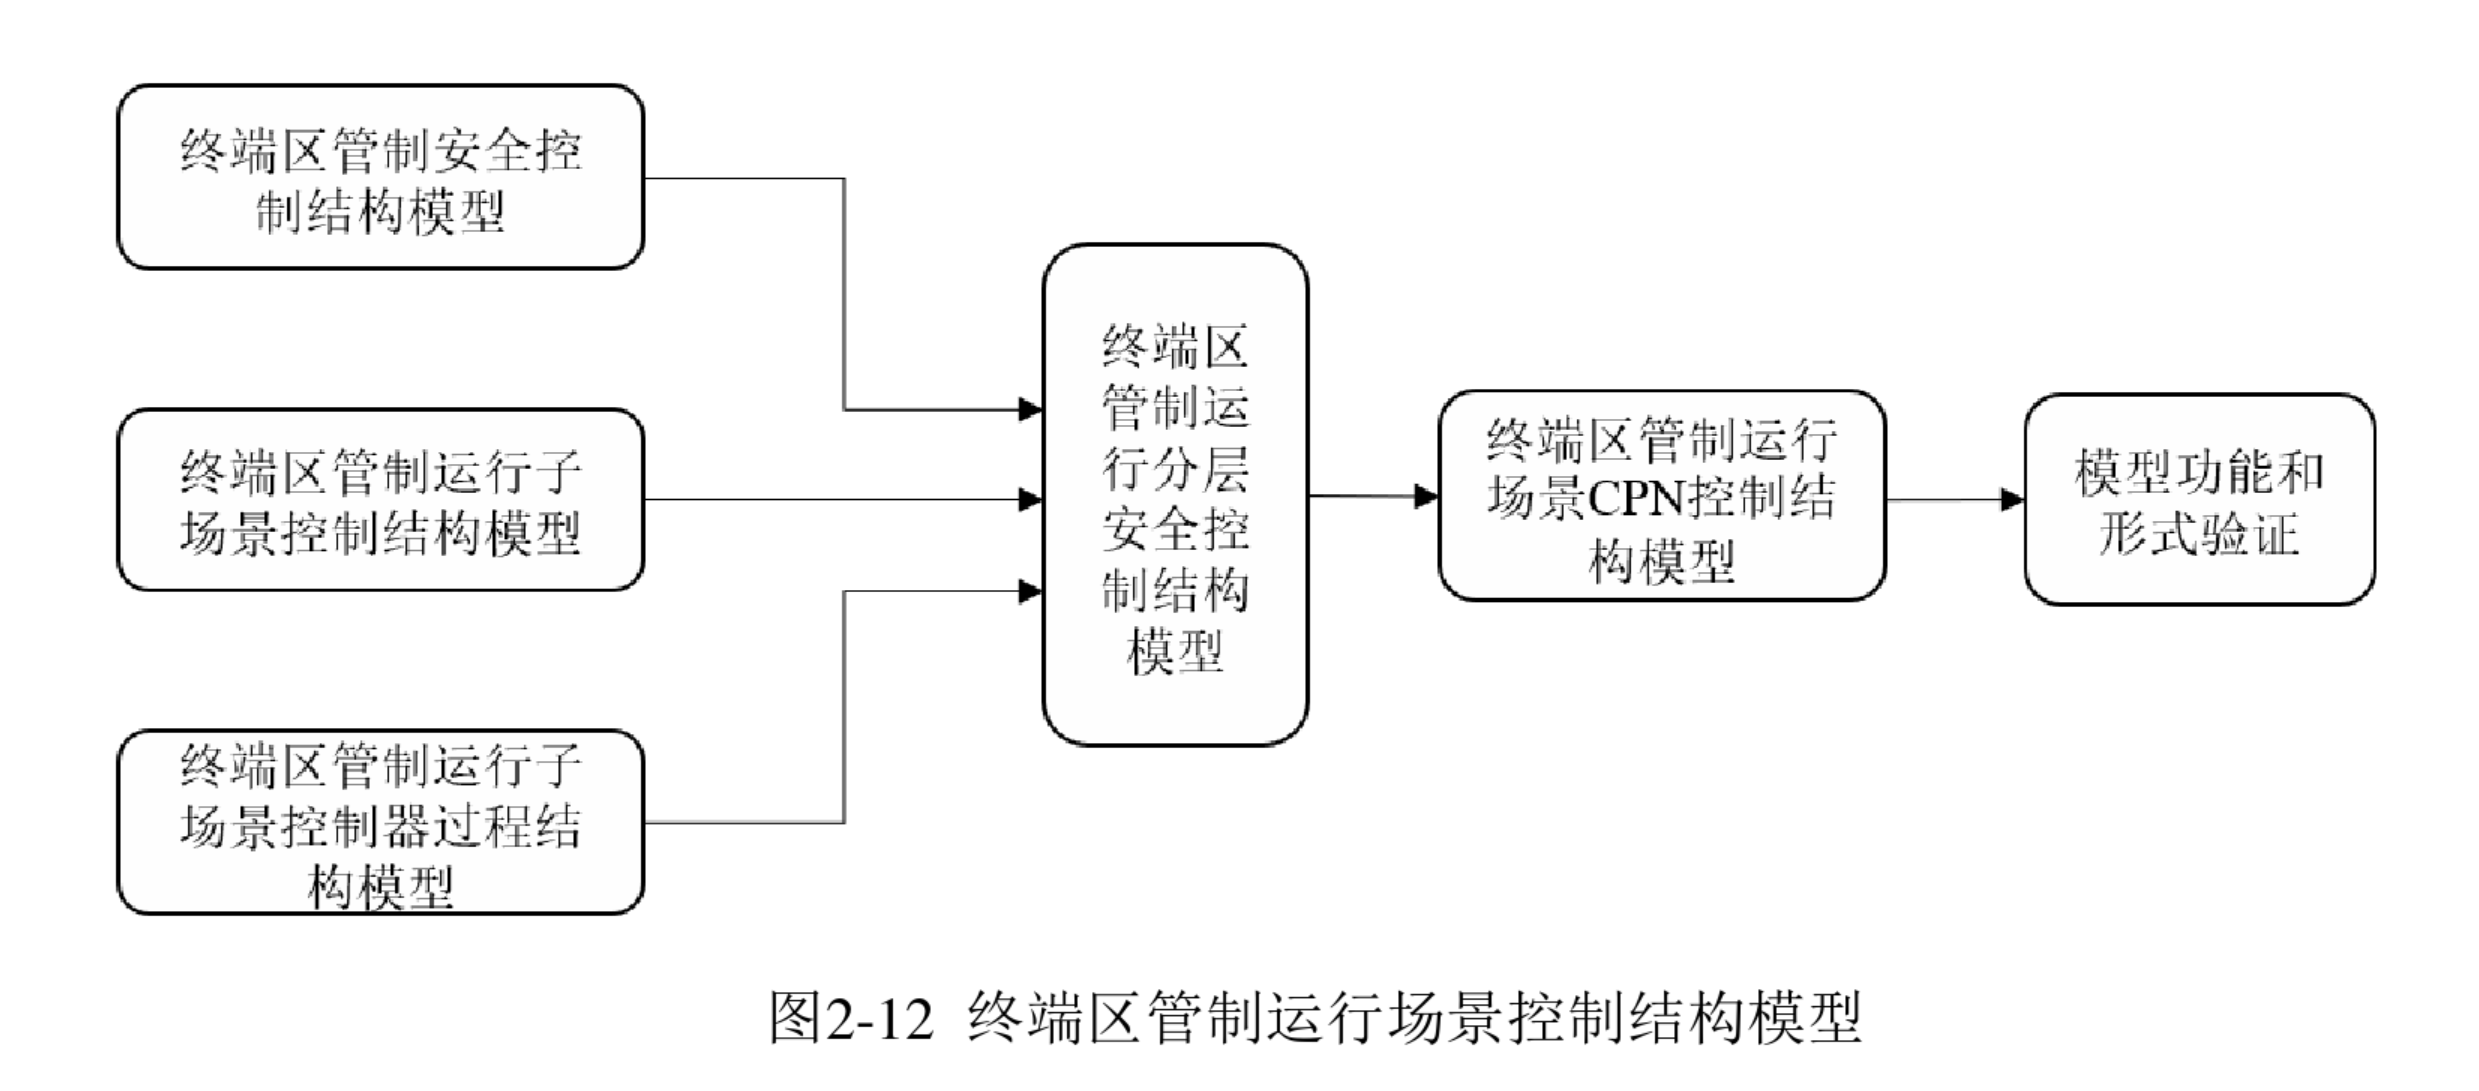 终端区管制安全控
制结构模型
终端区管制运行子
场景控制结构模型
终端区管制运行子
场景控制器过程结
构模型
终端区
管制运
行分层
安全控
制结构
模型
终端区管制运行
场景CPN控制结
构模型
模型功能和
形式验证
图2-12 终端区管制运行场景控制结构模型